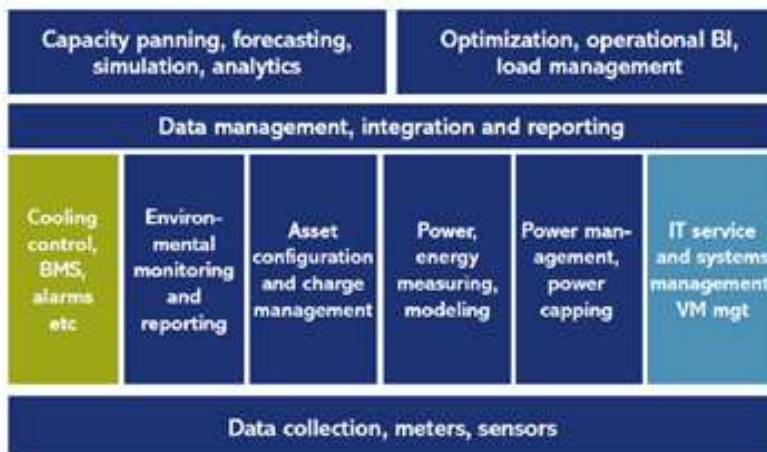 Capacity panning, forecasting,
simulation, analytics
Optimization, operational BI,
load management
Data management, integration and reporting
Cooling
control,
BMS,
alarms
etc
Environ-
mental
monitoring
and
reporting
Asset
configuration
and charge
management
Power,
energy
measuring,
modeling
Power man-
agement,
power
capping
IT service
and systems
management,
VM mgt
Data collection, meters, sensors